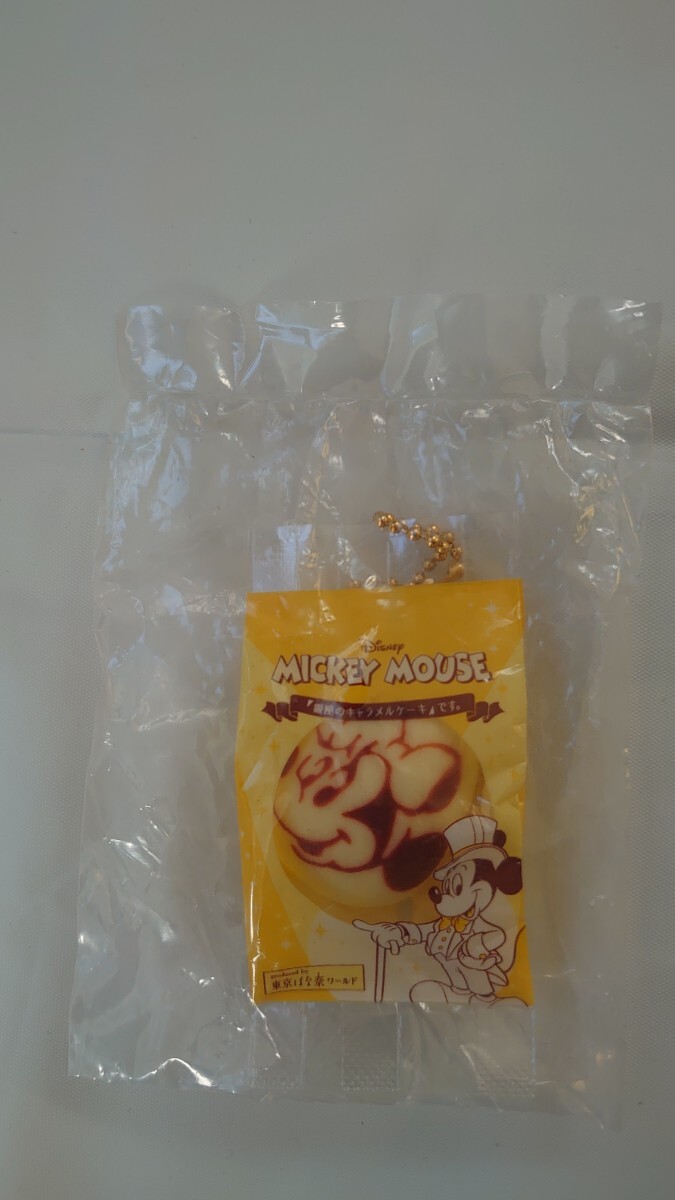 Disney
MICKEY MOUSE
「銀座のキャラメルケーキ」です。
produced by
東京ばな奈ワールド